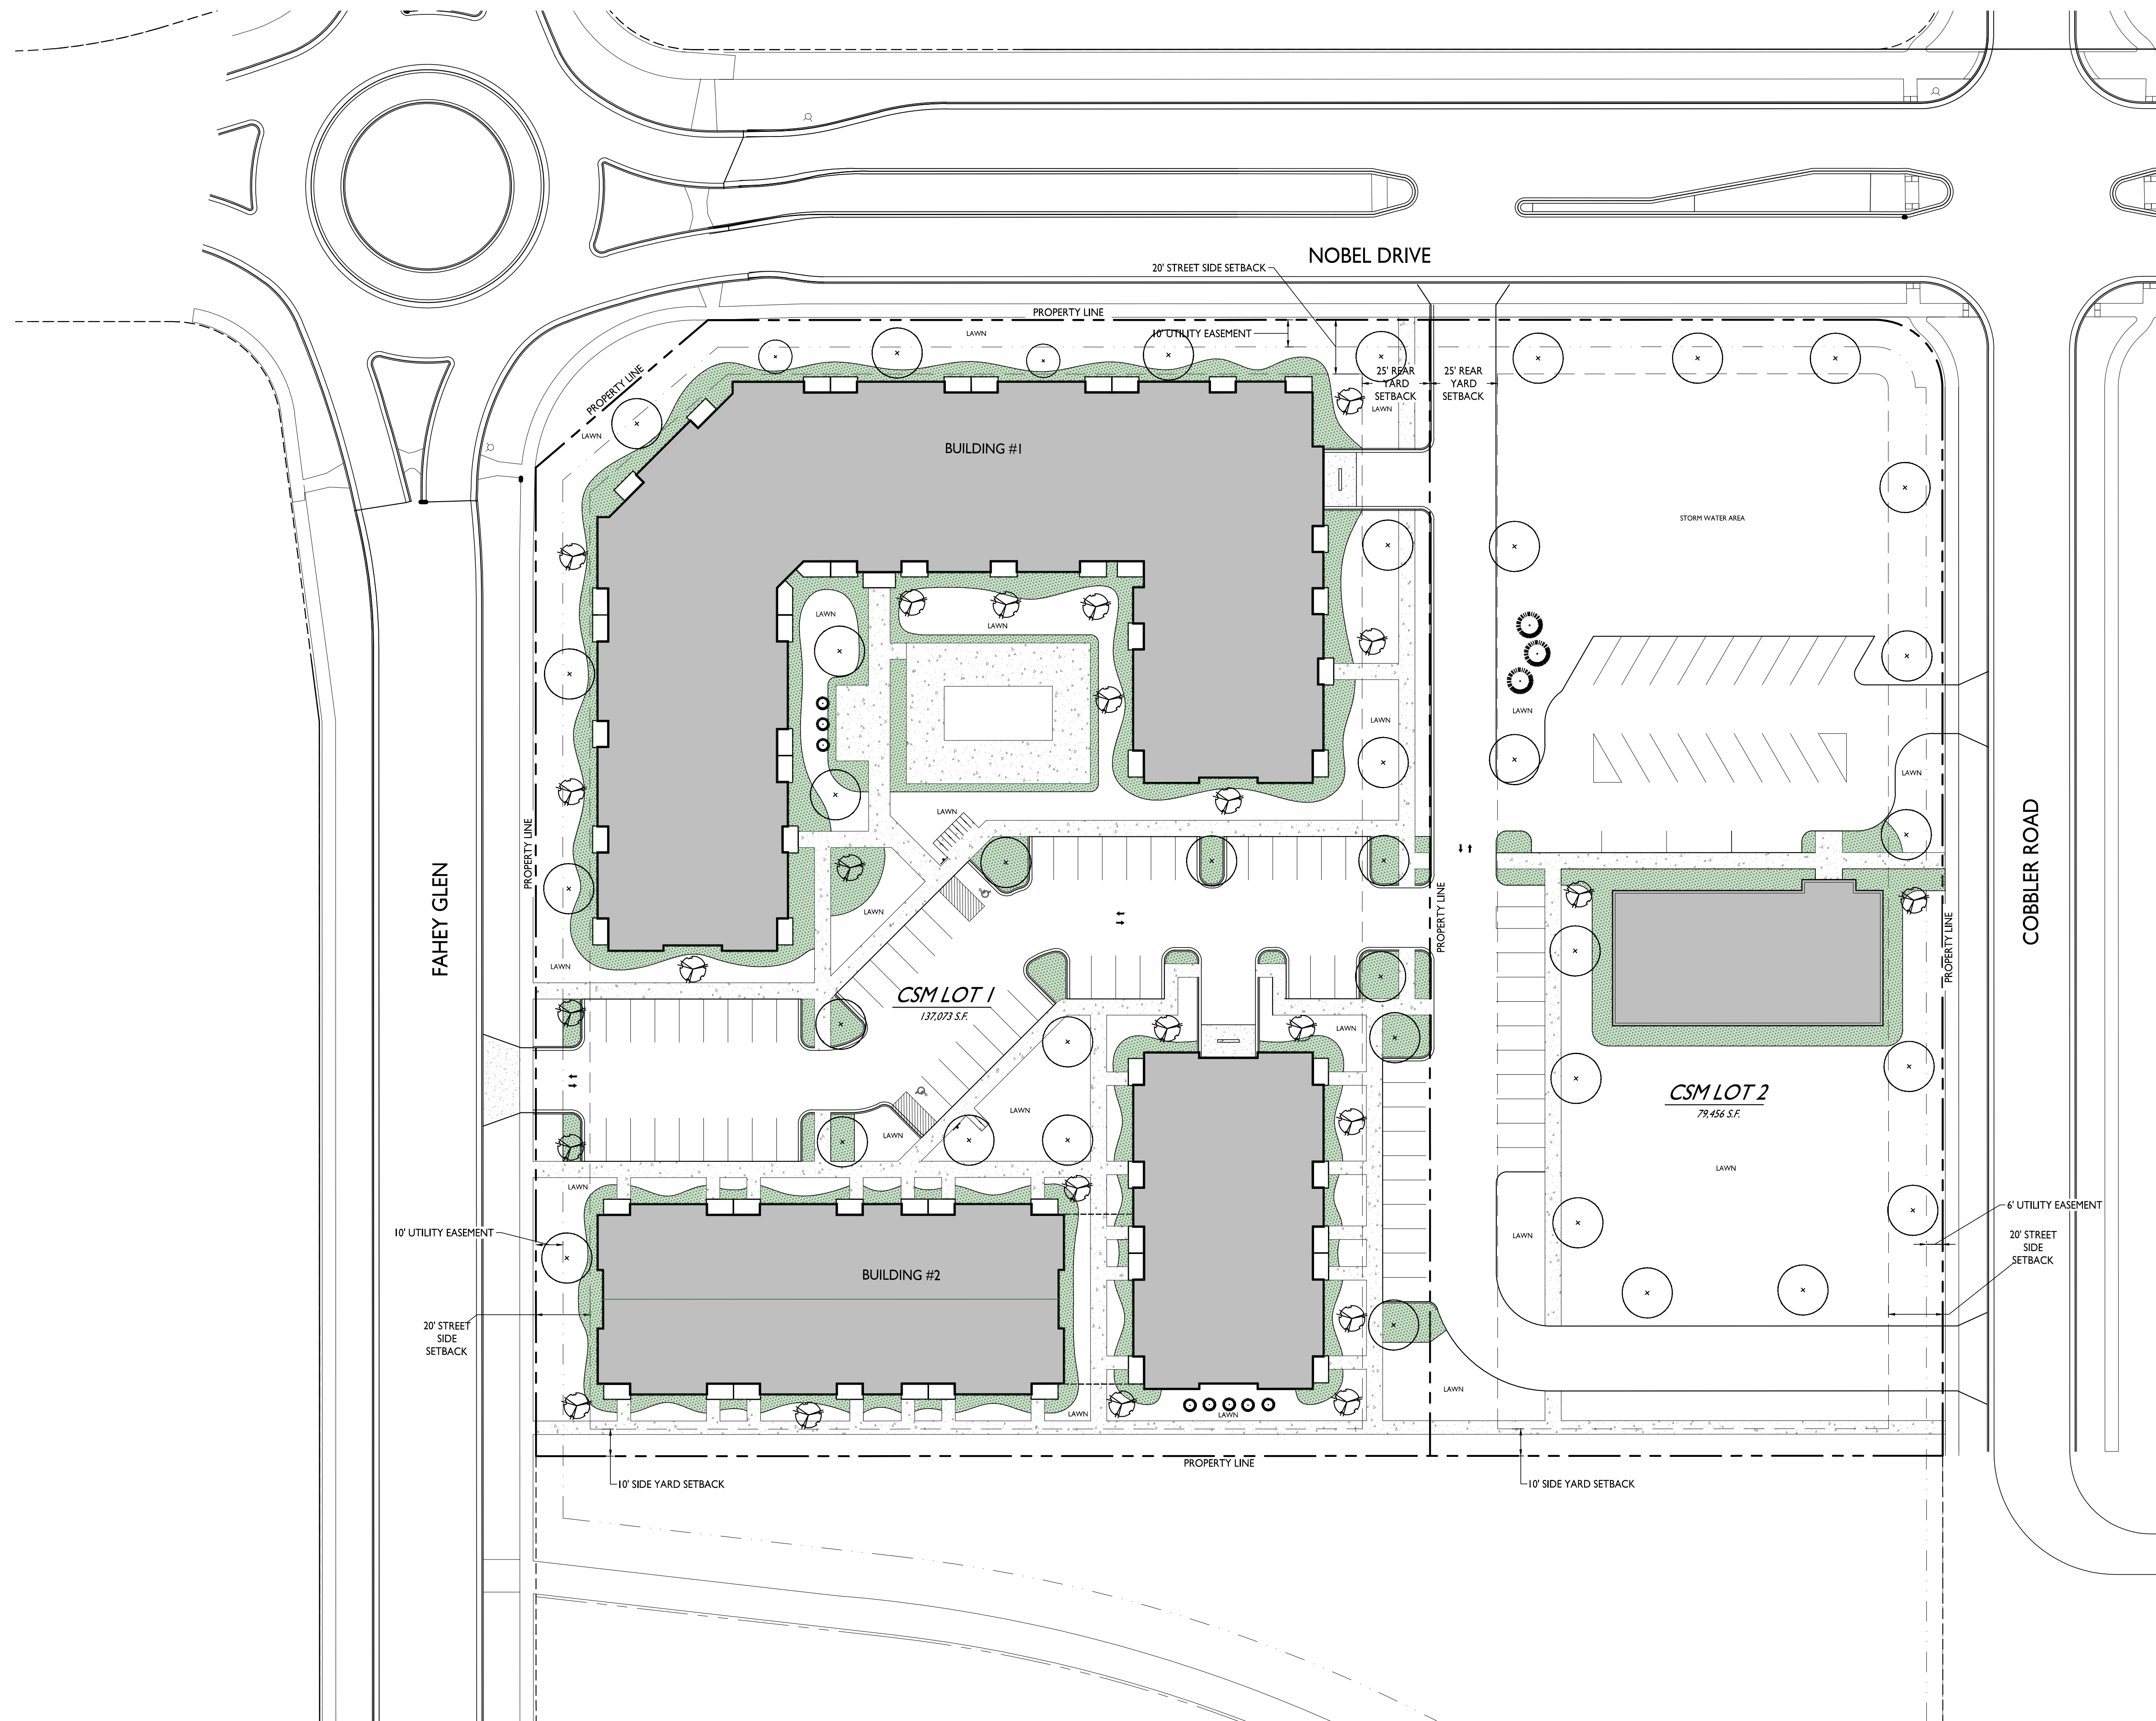 NOBEL DRIVE
20' STREET SIDE SETBACK
PROPERTY LINE
LAWN
10' UTILITY EASEMENT
PROPERTY LINE
25' REAR
YARD
SETBACK
25' REAR
YARD
SETBACK
LAWN
LAWN
BUILDING #1
STORM WATER AREA
LAWN
LAWN
LAWN
LAWN
LAWN
LAWN
PROPERTY LINE
FAHEY GLEN
LAWN
LAWN
PROPERTY LINE
PROPERTY LINE
COBBLER ROAD
CSM LOT 1
137,073 S.F.
LAWN
CSM LOT 2
79,456 S.F.
LAWN
LAWN
LAWN
LAWN
6' UTILITY EASEMENT
10' UTILITY EASEMENT
LAWN
20' STREET
SIDE
SETBACK
BUILDING #2
20' STREET
SIDE
SETBACK
LAWN
LAWN
LAWN
PROPERTY LINE
10' SIDE YARD SETBACK
10' SIDE YARD SETBACK